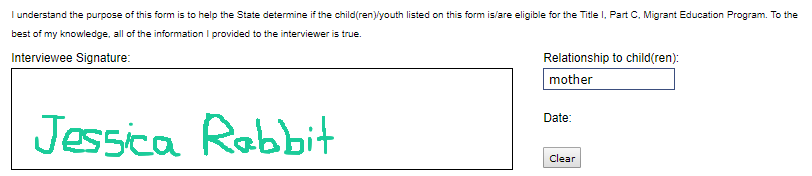 I understand the purpose of this form is to help the State determine if the child(ren)/youth listed on this form is/are eligible for the Title I, Part C, Migrant Education Program. To the
best of my knowledge, all of the information I provided to the interviewer is true.
Interviewee Signature:
Relationship to child(ren):
mother
Jessica Rabbit
Date:
Clear